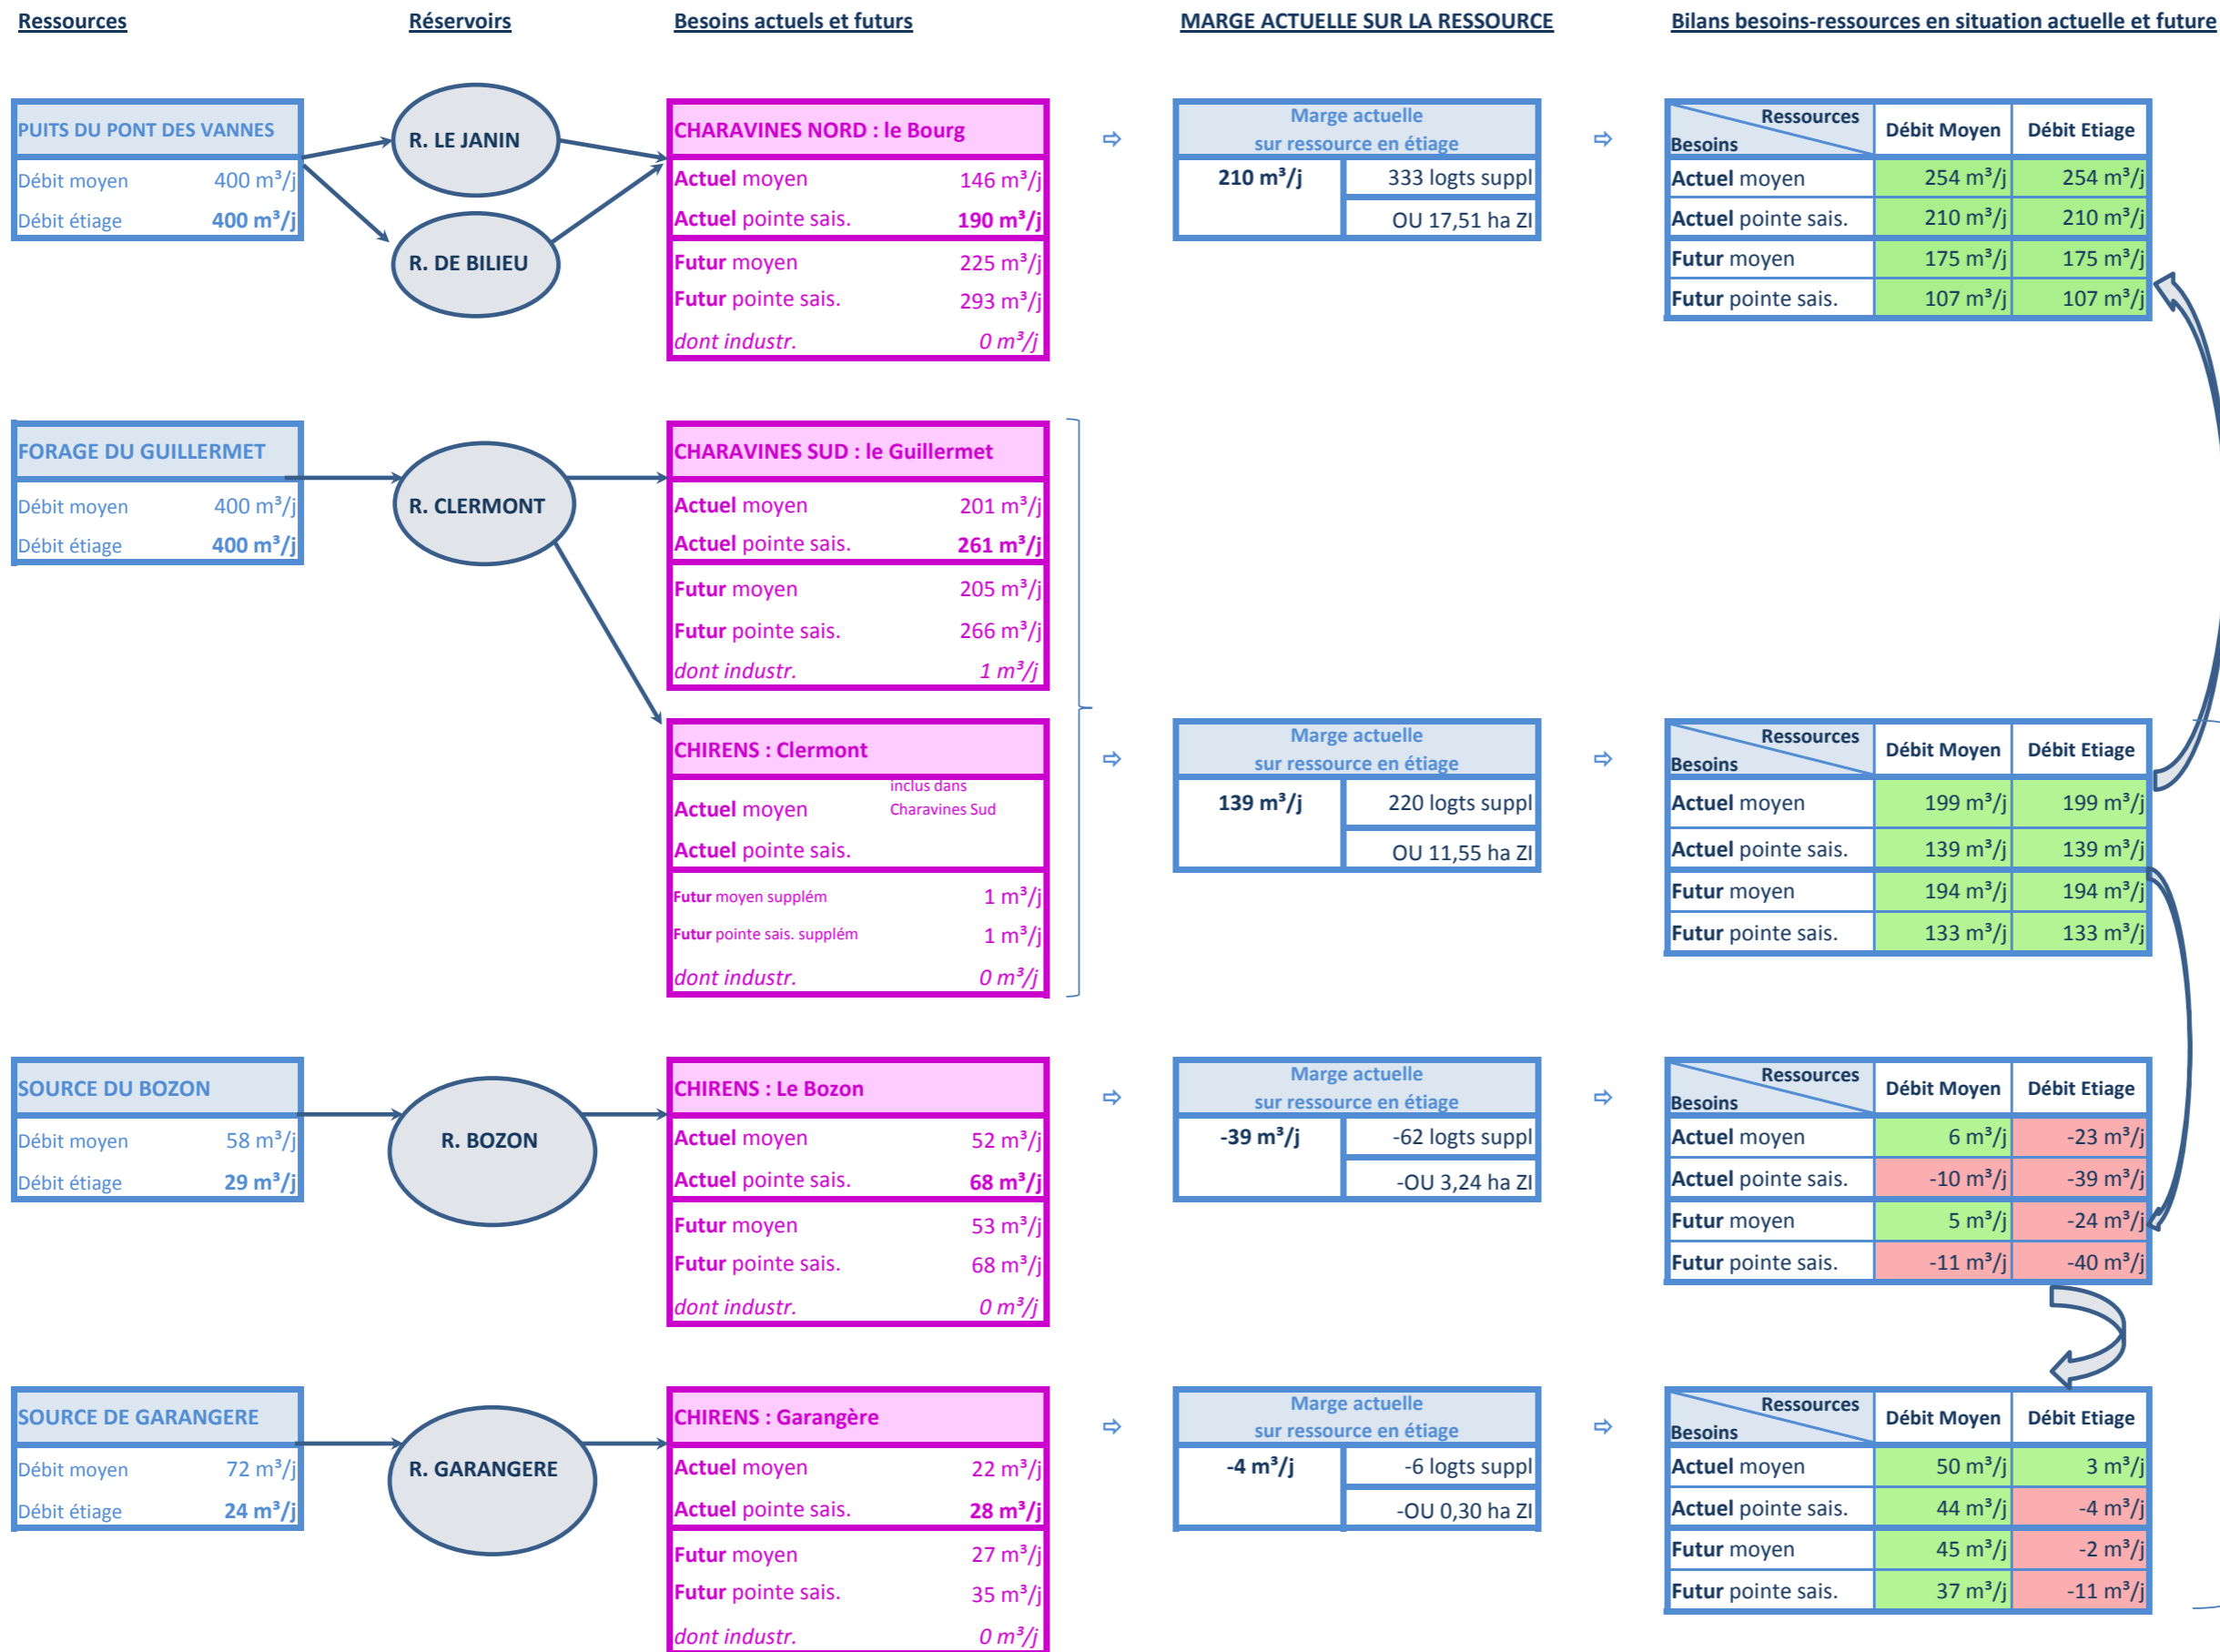 Ressources Réservoirs Besoins actuels et futurs MARGE ACTUELLE SUR LA RESSOURCE Bilans besoins-ressources en situation actuelle et future
PUITS DU PONT DES VANNES
Débit moyen 400 m³/j
Débit étiage 400 m³/j
R. LE JANIN
R. DE BILIEU
CHARAVINES NORD : le Bourg
Actuel moyen 146 m³/j
Actuel pointe sais. 190 m³/j
Futur moyen 225 m³/j
Futur pointe sais. 293 m³/j
dont industr. 0 m³/j
⇨
Marge actuelle
sur ressource en étiage
210 m³/j 333 logts suppl
OU 17,51 ha ZI
⇨
Ressources Débit Moyen Débit Etiage
Besoins
Actuel moyen 254 m³/j 254 m³/j
Actuel pointe sais. 210 m³/j 210 m³/j
Futur moyen 175 m³/j 175 m³/j
Futur pointe sais. 107 m³/j 107 m³/j
FORAGE DU GUILLERMET
Débit moyen 400 m³/j
Débit étiage 400 m³/j
R. CLERMONT
CHARAVINES SUD : le Guillermet
Actuel moyen 201 m³/j
Actuel pointe sais. 261 m³/j
Futur moyen 205 m³/j
Futur pointe sais. 266 m³/j
dont industr. 1 m³/j
CHIRENS : Clermont
inclus dans
Actuel moyen Charavines Sud
Actuel pointe sais.
Futur moyen supplém 1 m³/j
Futur pointe sais. supplém 1 m³/j
dont industr. 0 m³/j
⇨
Marge actuelle
sur ressource en étiage
139 m³/j 220 logts suppl
OU 11,55 ha ZI
⇨
Ressources Débit Moyen Débit Etiage
Besoins
Actuel moyen 199 m³/j 199 m³/j
Actuel pointe sais. 139 m³/j 139 m³/j
Futur moyen 194 m³/j 194 m³/j
Futur pointe sais. 133 m³/j 133 m³/j
SOURCE DU BOZON
Débit moyen 58 m³/j
Débit étiage 29 m³/j
R. BOZON
CHIRENS : Le Bozon
Actuel moyen 52 m³/j
Actuel pointe sais. 68 m³/j
Futur moyen 53 m³/j
Futur pointe sais. 68 m³/j
dont industr. 0 m³/j
⇨
Marge actuelle
sur ressource en étiage
-39 m³/j -62 logts suppl
-OU 3,24 ha ZI
⇨
Ressources Débit Moyen Débit Etiage
Besoins
Actuel moyen 6 m³/j -23 m³/j
Actuel pointe sais. -10 m³/j -39 m³/j
Futur moyen 5 m³/j -24 m³/j
Futur pointe sais. -11 m³/j -40 m³/j
SOURCE DE GARANGERE
Débit moyen 72 m³/j
Débit étiage 24 m³/j
R. GARANGERE
CHIRENS : Garangère
Actuel moyen 22 m³/j
Actuel pointe sais. 28 m³/j
Futur moyen 27 m³/j
Futur pointe sais. 35 m³/j
dont industr. 0 m³/j
⇨
Marge actuelle
sur ressource en étiage
-4 m³/j -6 logts suppl
-OU 0,30 ha ZI
⇨
Ressources Débit Moyen Débit Etiage
Besoins
Actuel moyen 50 m³/j 3 m³/j
Actuel pointe sais. 44 m³/j -4 m³/j
Futur moyen 45 m³/j -2 m³/j
Futur pointe sais. 37 m³/j -11 m³/j